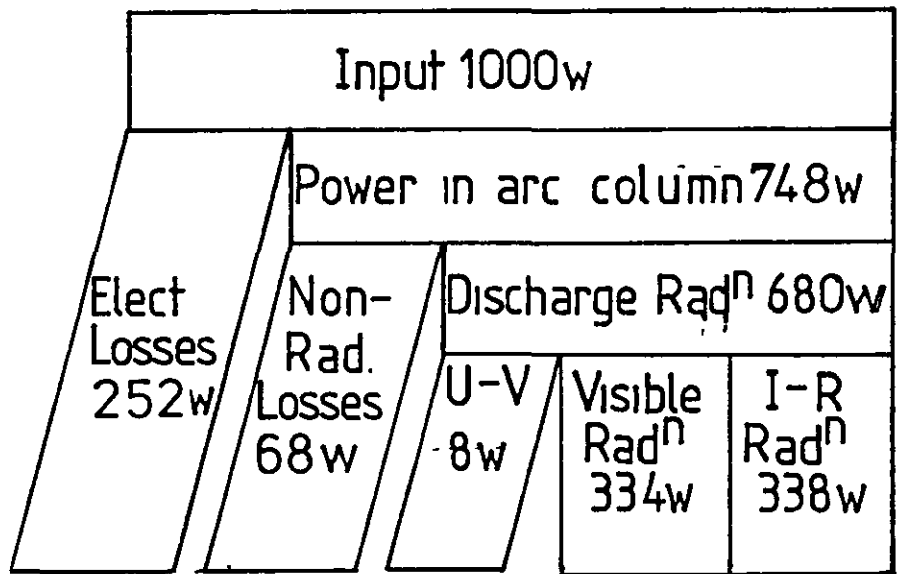 Input 1000w
Power in arc column 748w
Elect
Losses
252w
Non-
Rad.
Losses
68w
Discharge Radⁿ 680w
U-V
8w
Visible
Radⁿ
334w
I-R
Radⁿ
338w